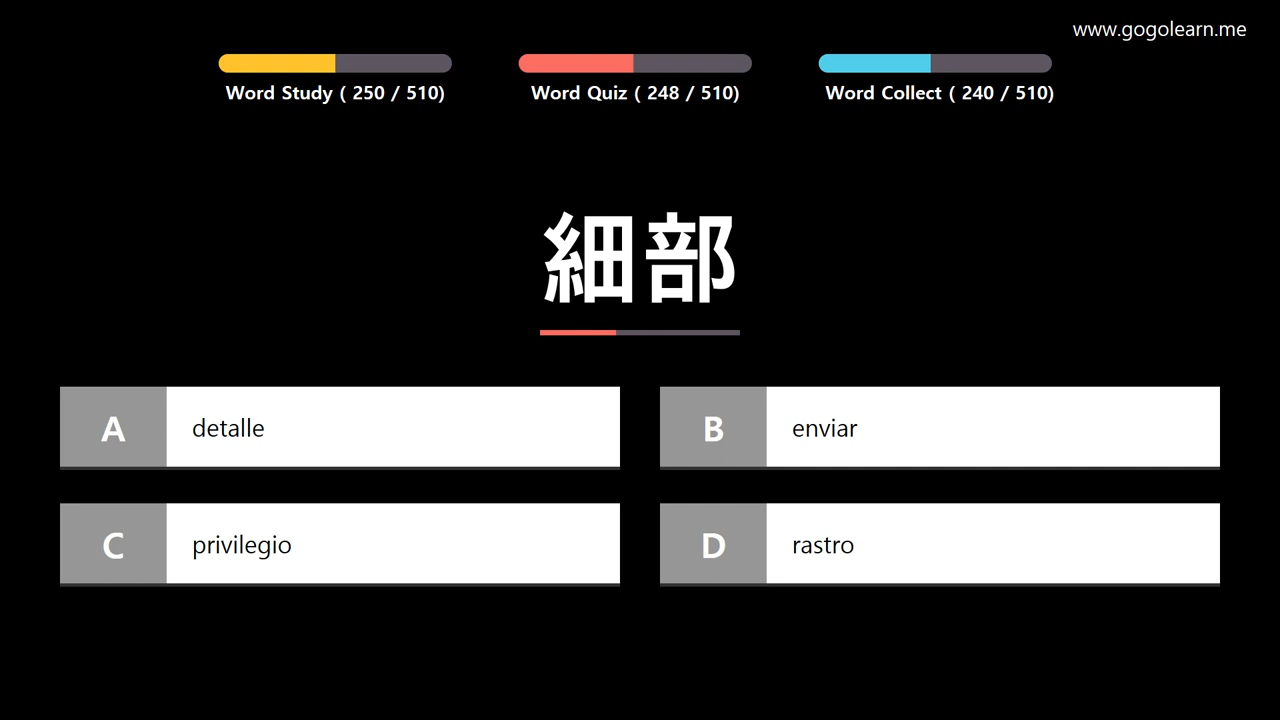 www.gogolearn.me
Word Study ( 250 / 510)
Word Quiz ( 248 / 510)
Word Collect ( 240 / 510)
細部
A detalle
B enviar
C privilegio
D rastro